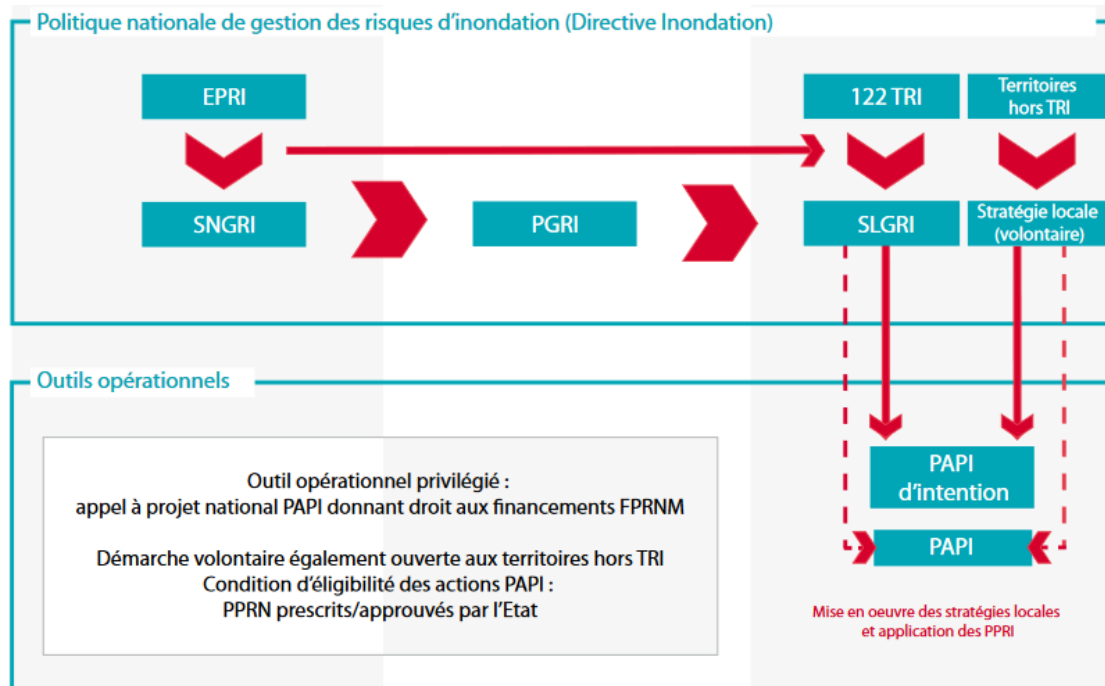 Politique nationale de gestion des risques d’inondation (Directive Inondation)
EPRI
122 TRI
Territoires
hors TRI
SNGRI
PGRI
SLGRI
Stratégie locale
(volontaire)
Outils opérationnels
Outil opérationnel privilégié :
appel à projet national PAPI donnant droit aux financements FPRNM
Démarche volontaire également ouverte aux territoires hors TRI
Condition d’éligibilité des actions PAPI :
PPRN prescrits/approuvés par l’Etat
PAPI
d’intention
PAPI
Mise en oeuvre des stratégies locales
et application des PPRI